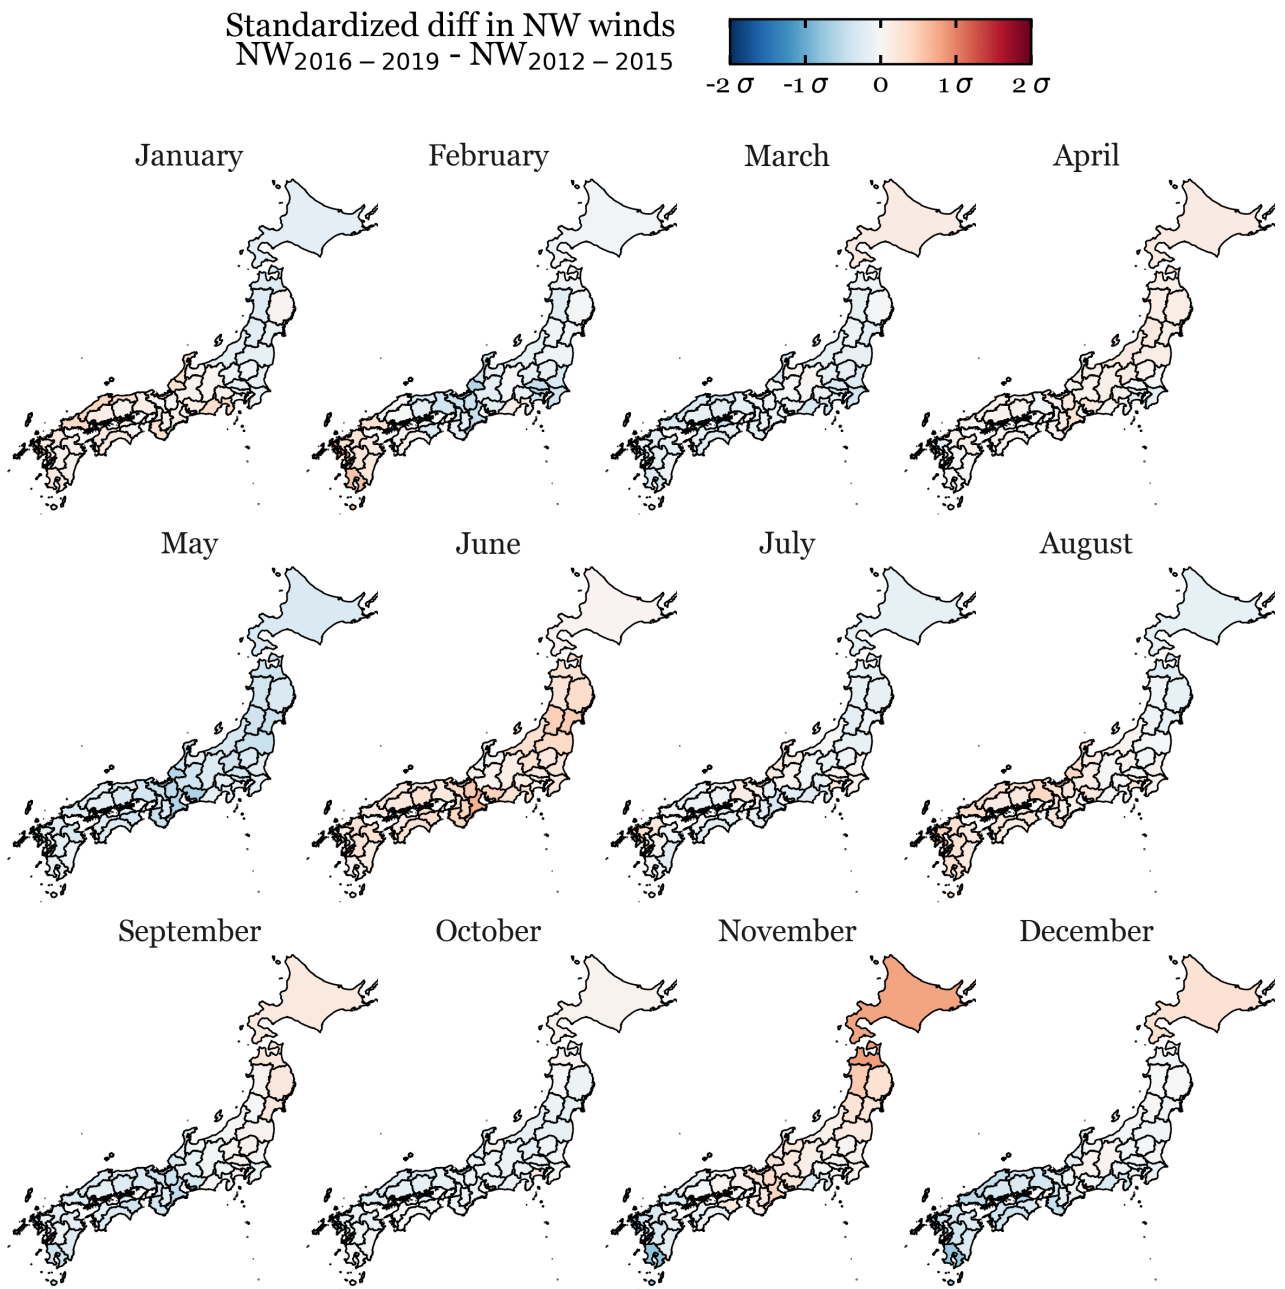 Standardized diff in NW winds
NW2016 – 2019 - NW2012 – 2015
-2 σ -1 σ 0 1 σ 2 σ
January February March April
May June July August
September October November December